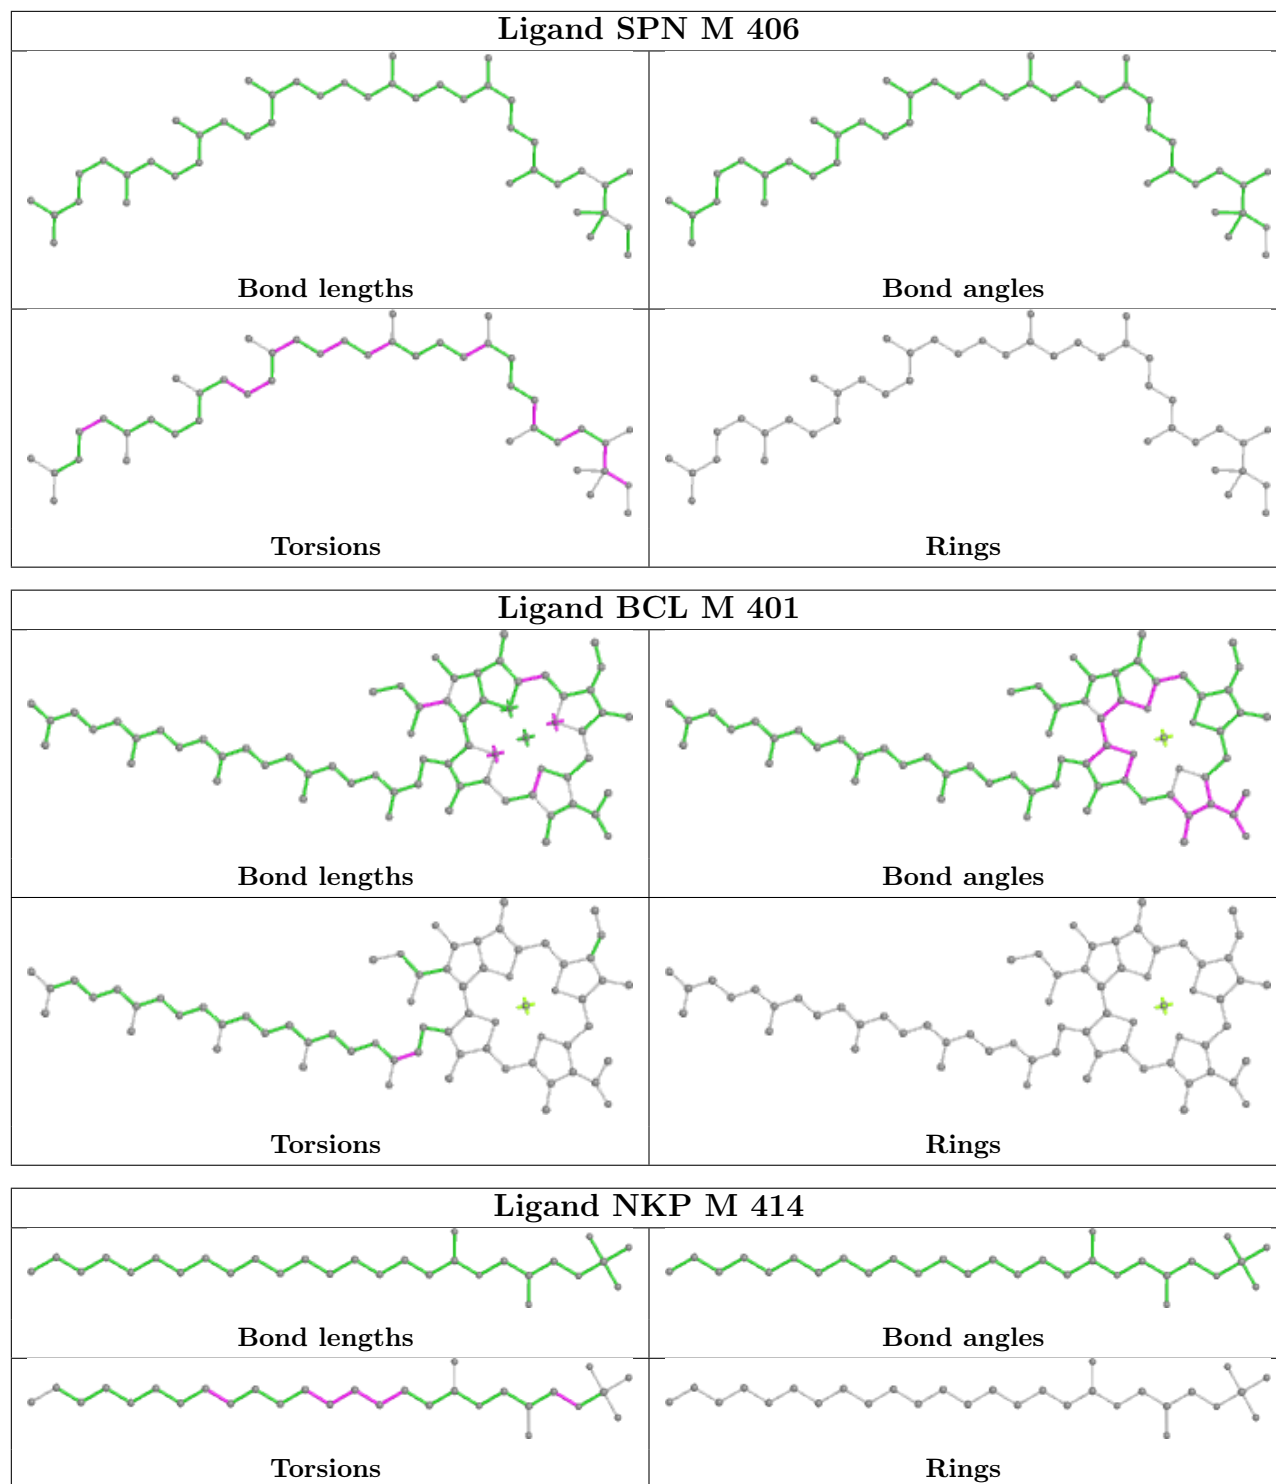 Ligand SPN M 406
Bond lengths
Bond angles
Torsions
Rings
Ligand BCL M 401
Bond lengths
Bond angles
Torsions
Rings
Ligand NKP M 414
Bond lengths
Bond angles
Torsions
Rings